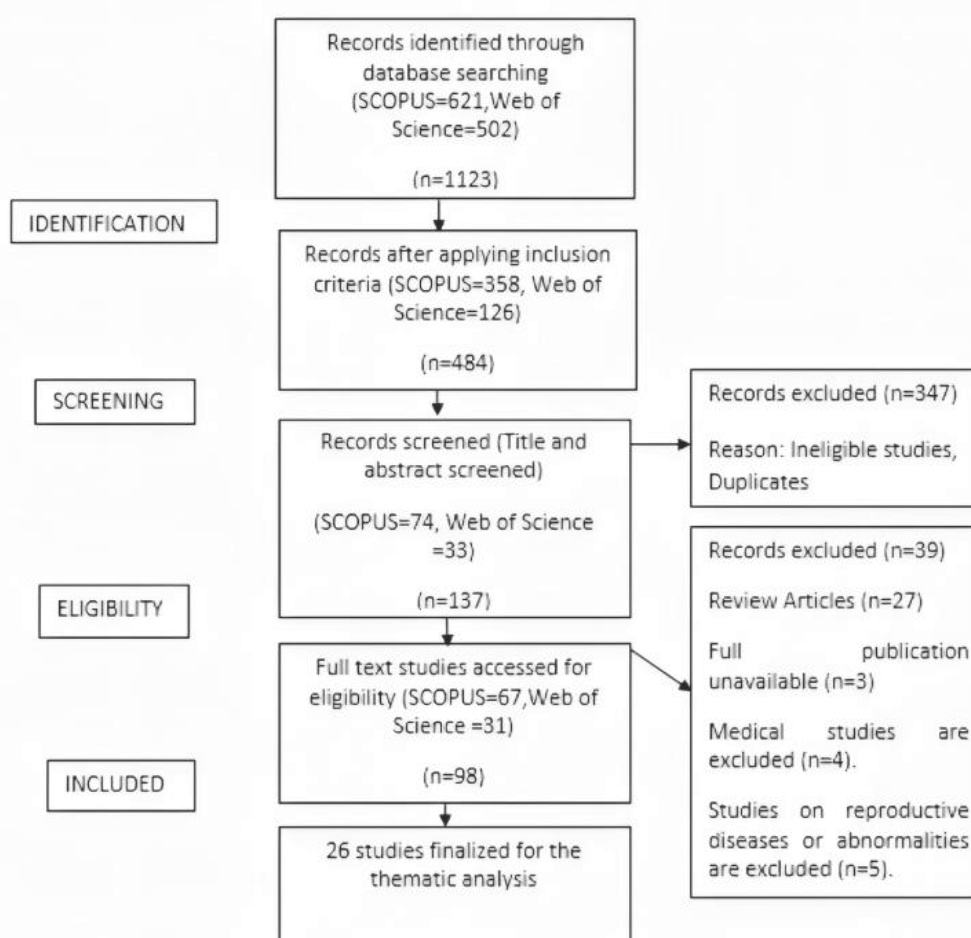 Records identified through
database searching
(SCOPUS=621,Web of
Science=502)
(n=1123)
IDENTIFICATION
Records after applying inclusion
criteria (SCOPUS=358, Web of
Science=126)
(n=484)
SCREENING
Records screened (Title and
abstract screened)
(SCOPUS=74, Web of Science
=33)
(n=137)
Records excluded (n=347)
Reason: Ineligible studies,
Duplicates
ELIGIBILITY
Full text studies accessed for
eligibility (SCOPUS=67,Web of
Science =31)
(n=98)
Records excluded (n=39)
Review Articles (n=27)
Full publication
unavailable (n=3)
Medical studies are
excluded (n=4).
Studies on reproductive
diseases or abnormalities
are excluded (n=5).
INCLUDED
26 studies finalized for the
thematic analysis